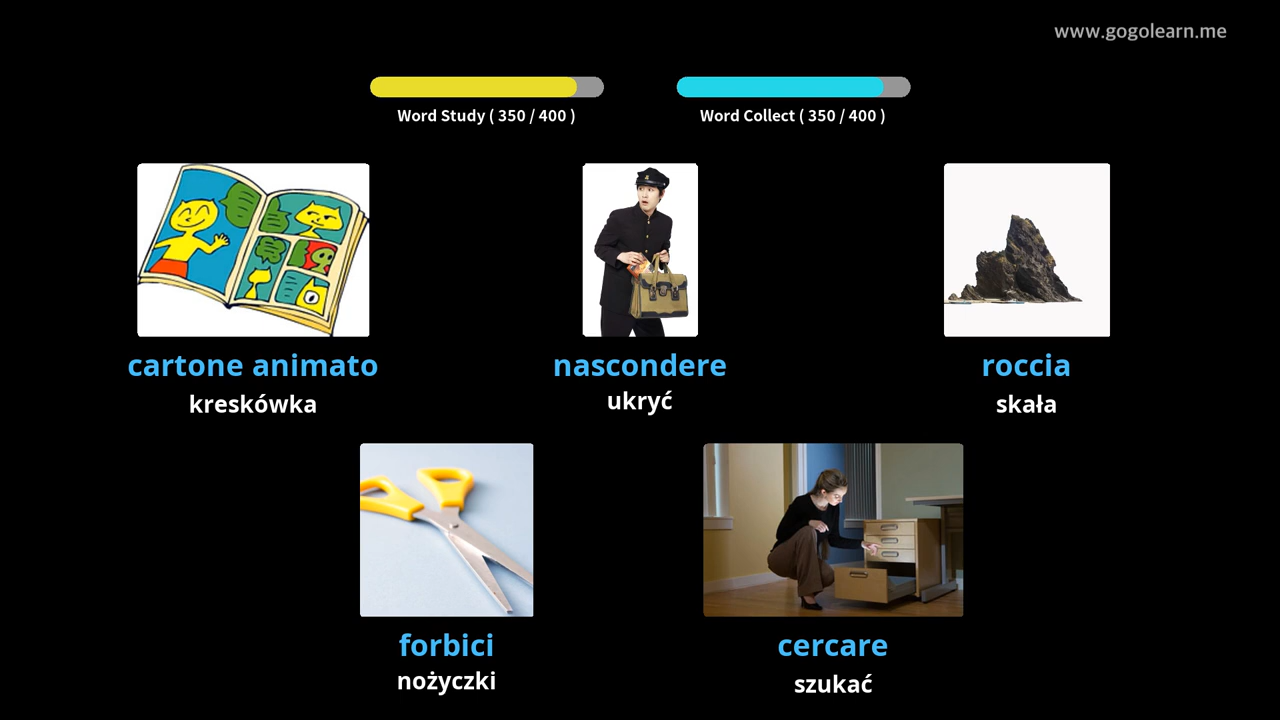 www.gogolearn.me
Word Study ( 350 / 400 )
Word Collect ( 350 / 400 )
cartone animato
kreskówka
nascondere
ukryć
roccia
skała
forbici
nożyczki
cercare
szukać